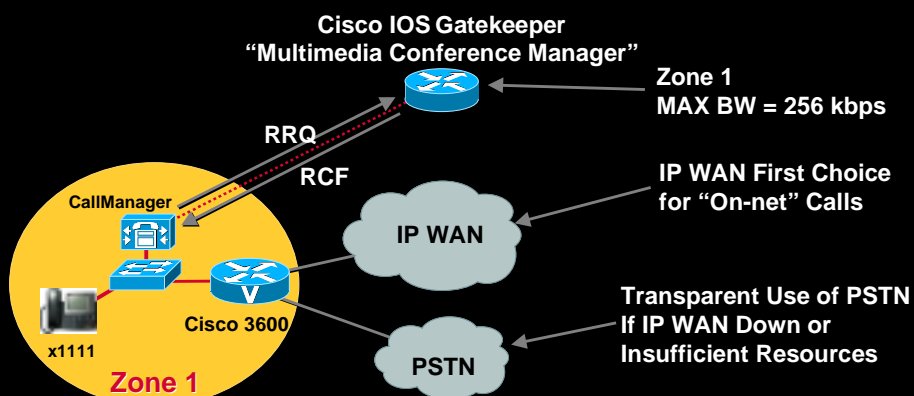 Cisco IOS Gatekeeper
“Multimedia Conference Manager”
Zone 1
MAX BW = 256 kbps
RRQ
RCF
IP WAN First Choice
for “On-net” Calls
CallManager
IP WAN
V
Cisco 3600
x1111
Transparent Use of PSTN
If IP WAN Down or
Insufficient Resources
PSTN
Zone 1